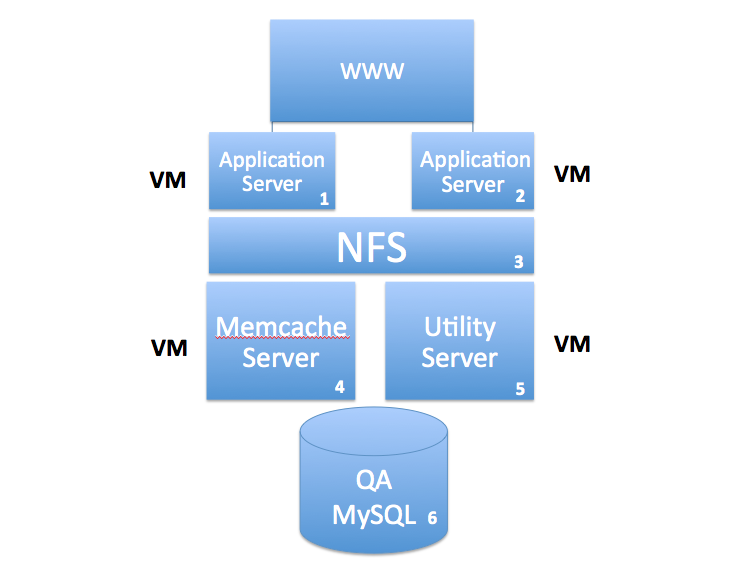 WWW
VM
Application
Server
1
Application
Server
2
VM
NFS
3
VM
Memcache
Server
4
Utility
Server
5
VM
QA
MySQL 6